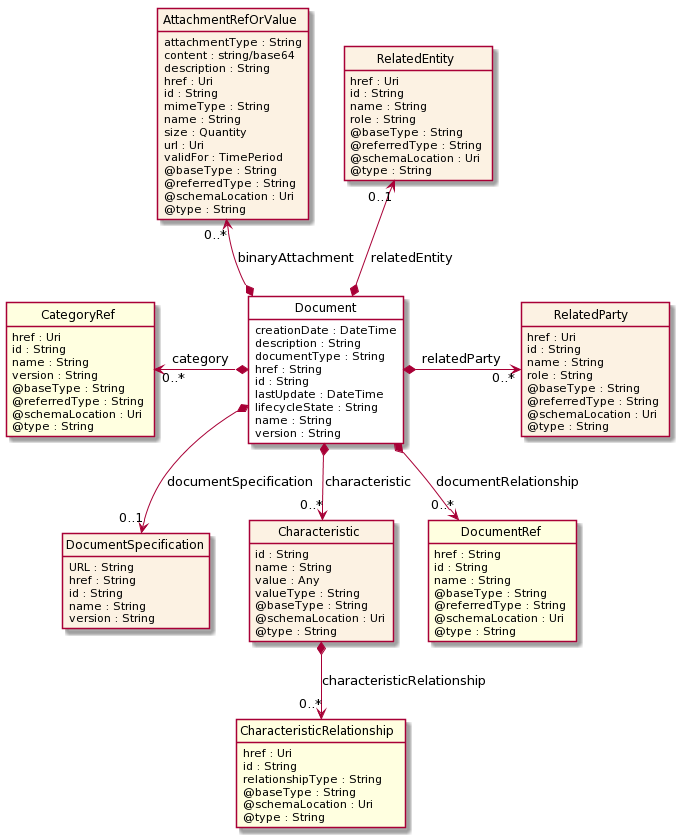 AttachmentRefOrValue
attachmentType : String
content : string/base64
description : String
href : Uri
id : String
mimeType : String
name : String
size : Quantity
url : Uri
validFor : TimePeriod
@baseType : String
@referredType : String
@schemaLocation : Uri
@type : String
RelatedEntity
href : Uri
id : String
name : String
role : String
@baseType : String
@referredType : String
@schemaLocation : Uri
@type : String
0..1
0..*
binaryAttachment
relatedEntity
CategoryRef
href : Uri
id : String
name : String
version : String
@baseType : String
@referredType : String
@schemaLocation : Uri
@type : String
category
0..*
Document
creationDate : DateTime
description : String
documentType : String
href : String
id : String
lastUpdate : DateTime
lifecycleState : String
name : String
version : String
relatedParty
0..*
RelatedParty
href : Uri
id : String
name : String
role : String
@baseType : String
@referredType : String
@schemaLocation : Uri
@type : String
documentSpecification
characteristic
documentRelationship
0..1
0..*
0..*
DocumentSpecification
URL : String
href : String
id : String
name : String
version : String
Characteristic
id : String
name : String
value : Any
valueType : String
@baseType : String
@schemaLocation : Uri
@type : String
DocumentRef
href : String
id : String
name : String
@baseType : String
@referredType : String
@schemaLocation : Uri
@type : String
characteristicRelationship
0..*
CharacteristicRelationship
href : Uri
id : String
relationshipType : String
@baseType : String
@schemaLocation : Uri
@type : String